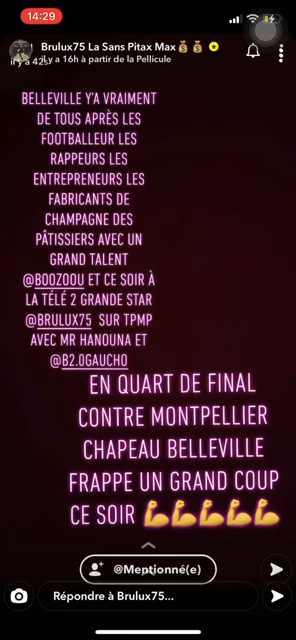 14:29
Brulux75 La Sans Pitax Max💰💰
il y a 16h à partir de la Pellicule
il y a 42s
BELLEVILLE Y'A VRAIMENT
DE TOUS APRÈS LES
FOOTBALLEUR LES
RAPPEURS LES
ENTREPRENEURS LES
FABRICANTS DE
CHAMPAGNE DES
PÂTISSIERS AVEC UN
GRAND TALENT
@BOOZOOU ET CE SOIR À
LA TÉLÉ 2 GRANDE STAR
@BRULUX75 SUR TPMP
AVEC MR HANOUNA ET
@B2.0GAUCHO
EN QUART DE FINAL
CONTRE MONTPELLIER
CHAPEAU BELLEVILLE
FRAPPE UN GRAND COUP
CE SOIR 💪💪💪💪💪
@Mentionné(e)
Répondre à Brulux75...